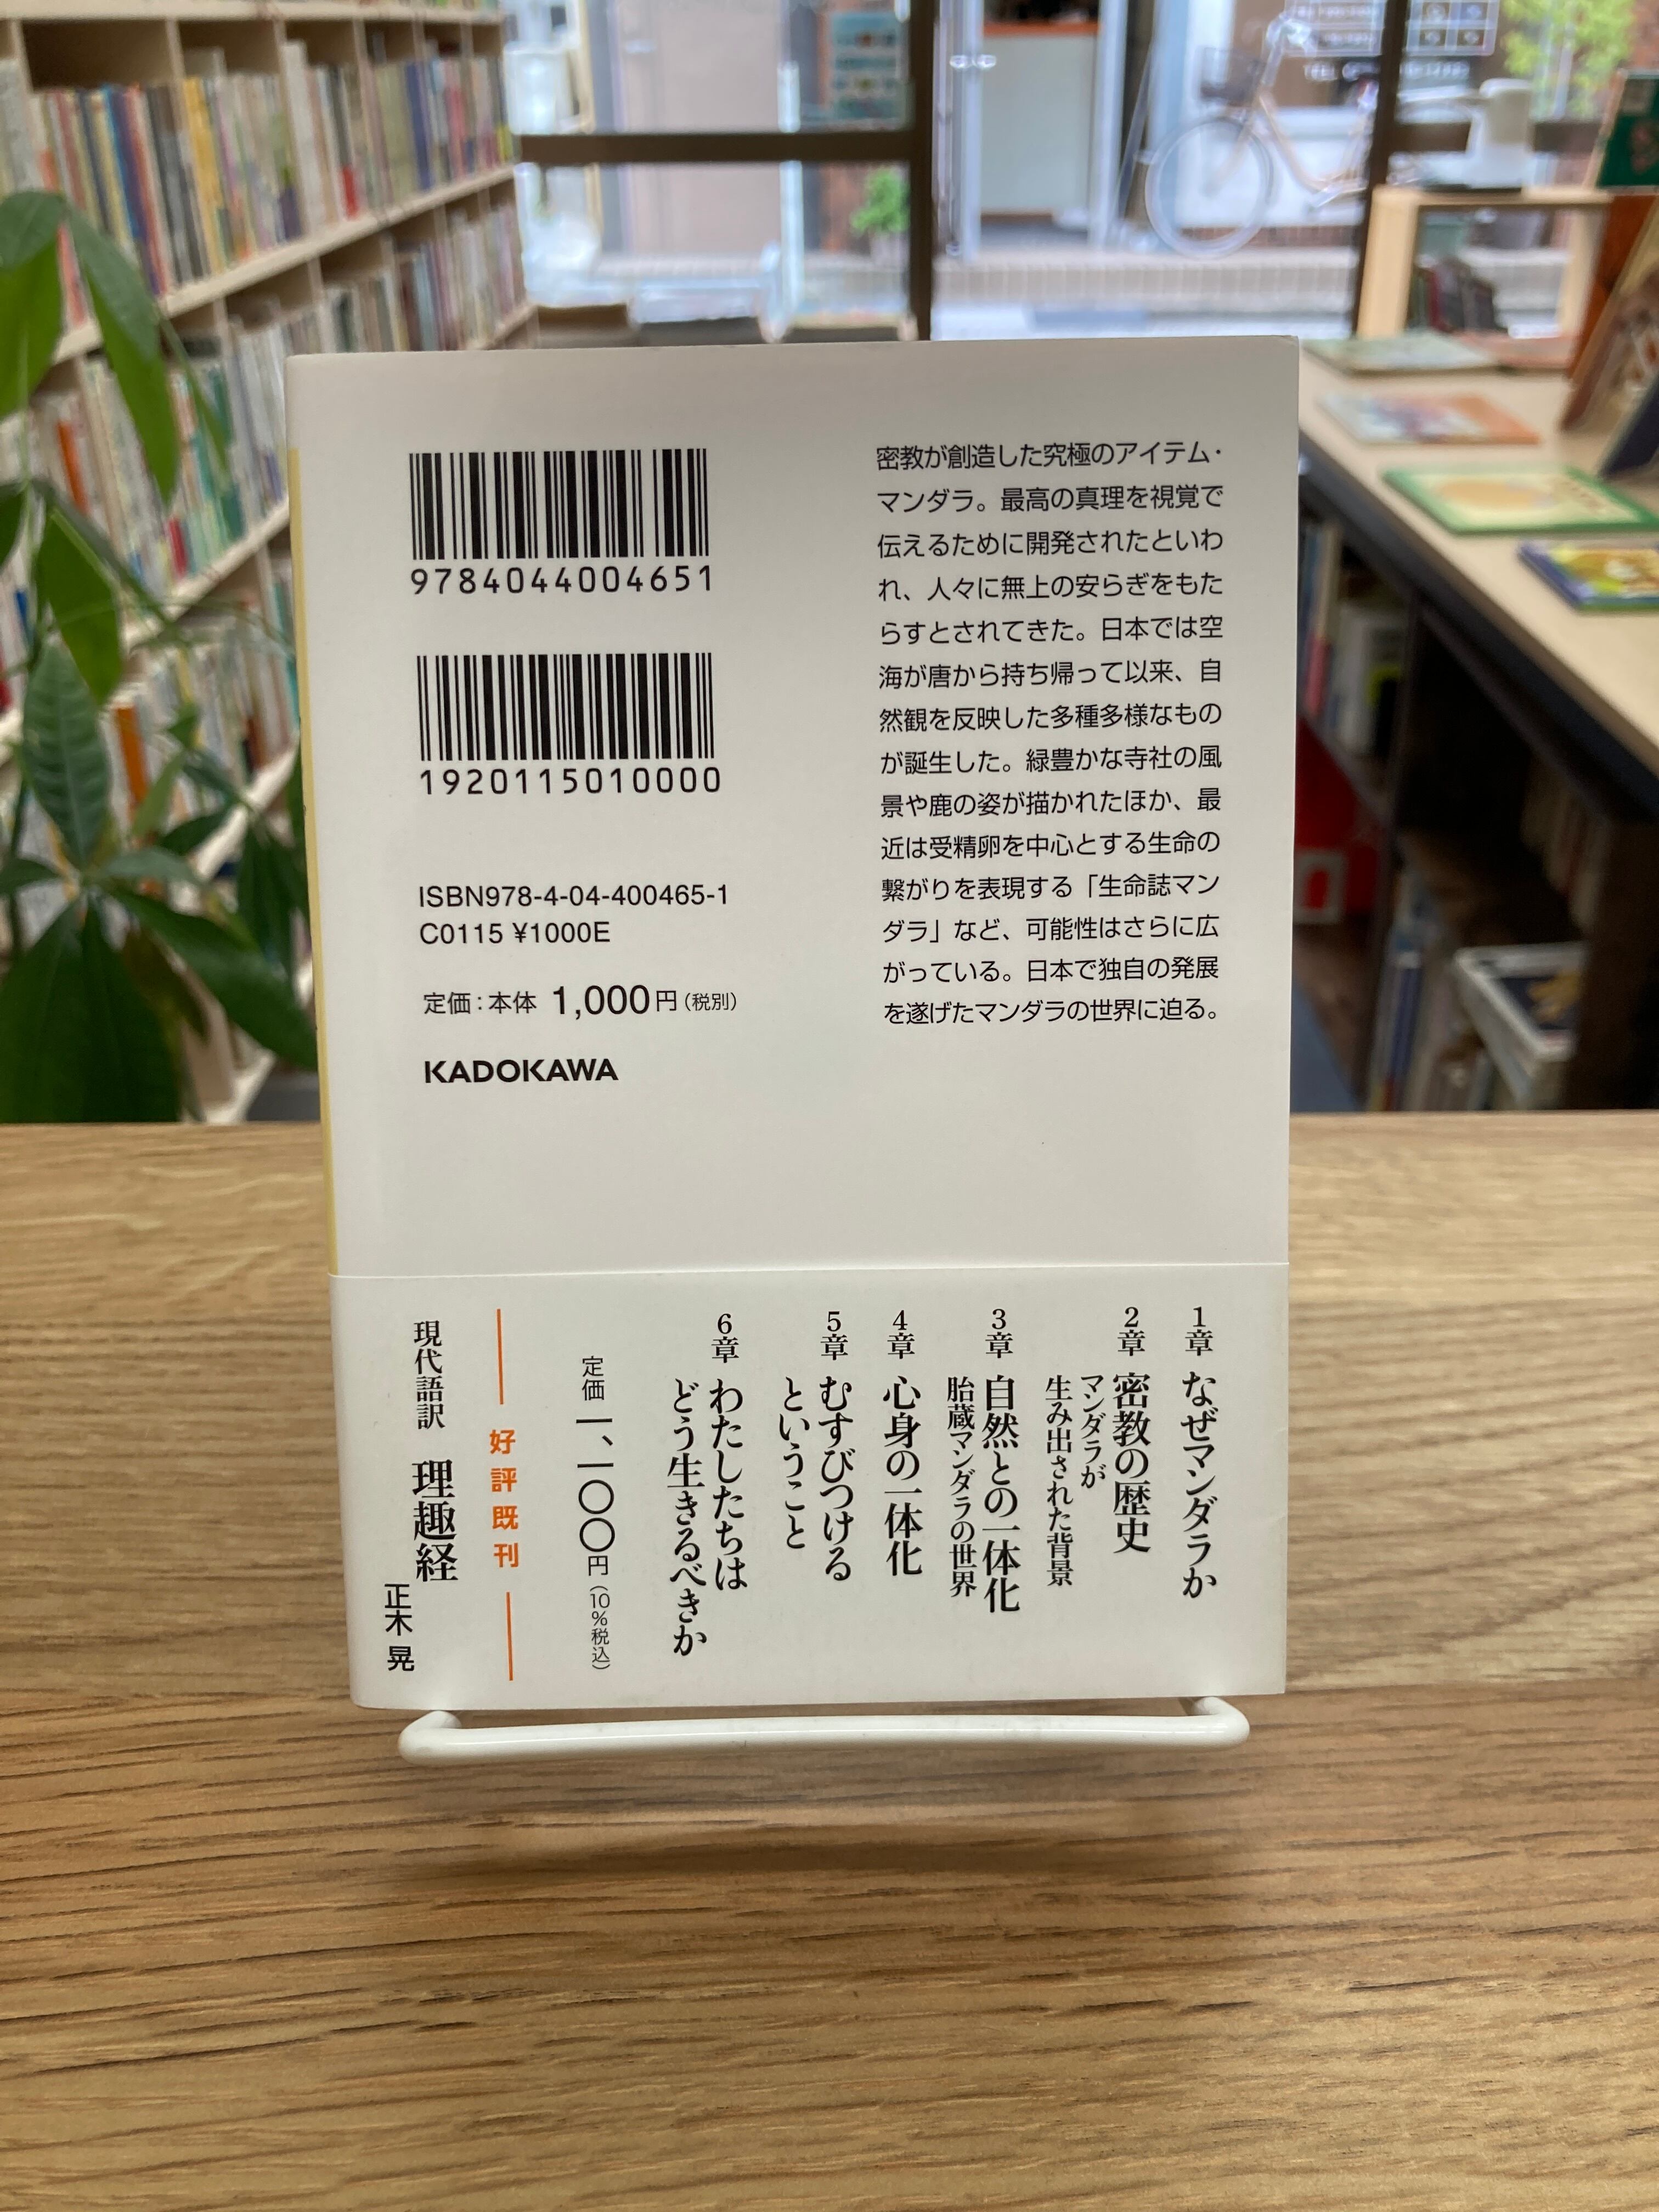 9784044004651
1920115010000
ISBN978-4-04-400465-1
C0115 ¥1000E
定価：本体 1,000円（税別）
KADOKAWA
密教が創造した究極のアイテム・
マンダラ。最高の真理を視覚で
伝えるために開発されたといわ
れ、人々に無上の安らぎをもた
らすとされてきた。日本では空
海が唐から持ち帰って以来、自
然観を反映した多種多様なもの
が誕生した。緑豊かな寺社の風
景や鹿の姿が描かれたほか、最
近は受精卵を中心とする生命の
繋がりを表現する「生命誌マン
ダラ」など、可能性はさらに広
がっている。日本で独自の発展
を遂げたマンダラの世界に迫る。
1章 なぜマンダラか
2章 密教の歴史
マンダラが
生み出された背景
3章 自然との一体化
胎蔵マンダラの世界
4章 心身の一体化
5章 むすびつける
ということ
6章 わたしたちは
どう生きるべきか
定価 一、一〇〇円（10％税込）
好評既刊
現代語訳 理趣経
正木 晃